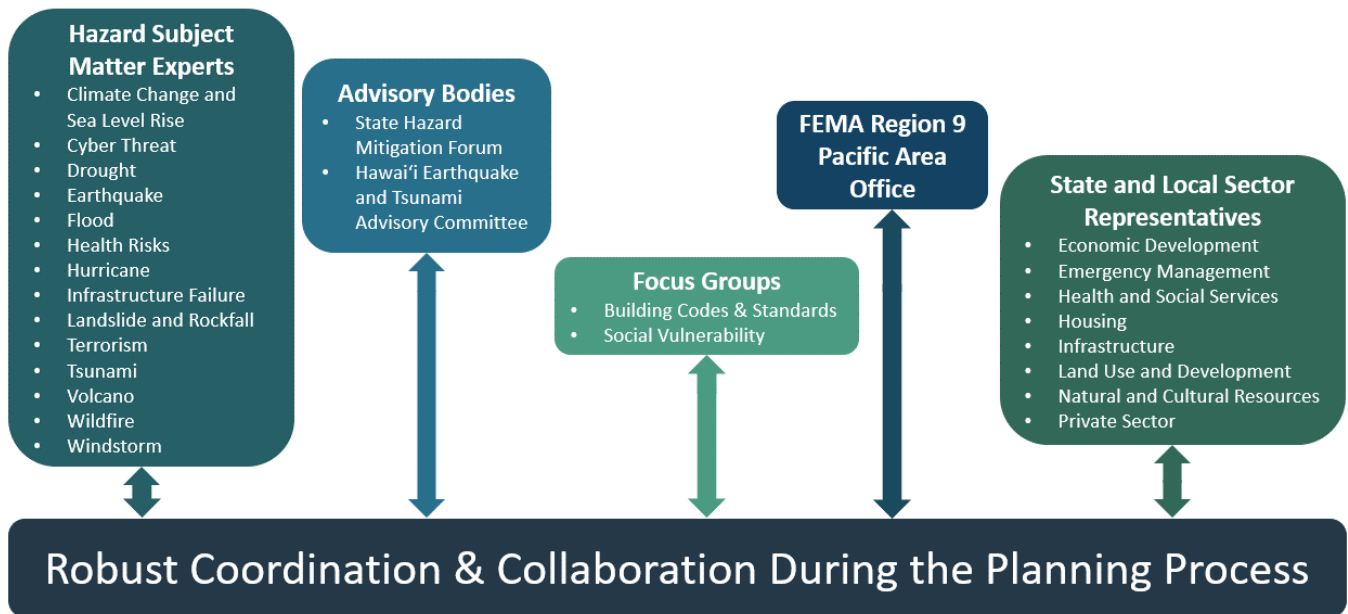 Hazard Subject
Matter Experts
• Climate Change and
Sea Level Rise
• Cyber Threat
• Drought
• Earthquake
• Flood
• Health Risks
• Hurricane
• Infrastructure Failure
• Landslide and Rockfall
• Terrorism
• Tsunami
• Volcano
• Wildfire
• Windstorm
Advisory Bodies
• State Hazard
Mitigation Forum
• Hawaiʻi Earthquake
and Tsunami
Advisory Committee
Focus Groups
• Building Codes & Standards
• Social Vulnerability
FEMA Region 9
Pacific Area
Office
State and Local Sector
Representatives
• Economic Development
• Emergency Management
• Health and Social Services
• Housing
• Infrastructure
• Land Use and Development
• Natural and Cultural Resources
• Private Sector
Robust Coordination & Collaboration During the Planning Process